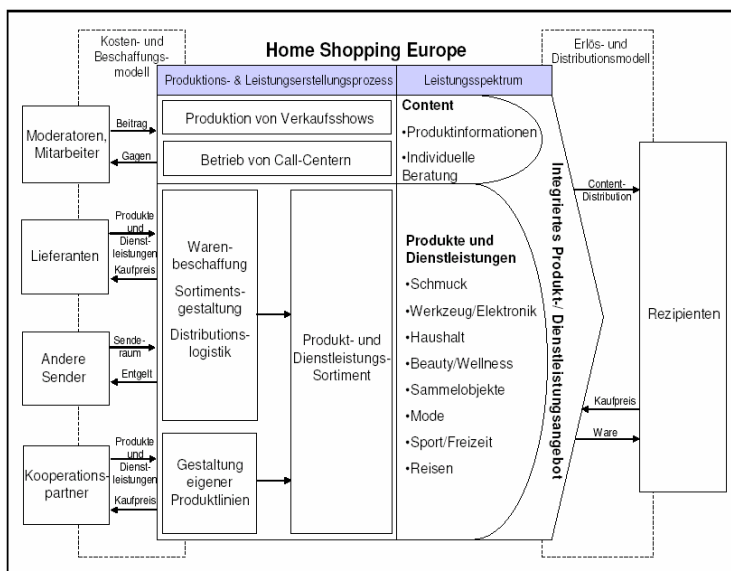 Kosten- und
Beschaffungs-
modell
Home Shopping Europe
Erlös- und
Distributionsmodell
Produktions- & Leistungserstellungsprozess
Leistungsspektrum
Moderatoren,
Mitarbeiter
Beitrag
Gagen
Produktion von Verkaufsshows
Betrieb von Call-Centern
Content
•Produktinformationen
•Individuelle
Beratung
Lieferanten
Produkte
und
Dienst-
leistungen
Kaufpreis
Andere
Sender
Sende-
raum
Entgelt
Kooperations-
partner
Produkte
und
Dienst-
leistungen
Kaufpreis
Waren-
beschaffung
Sortiments-
gestaltung
Distributions-
logistik
Gestaltung
eigener
Produktlinien
Produkt- und
Dienstleistungs-
Sortiment
Produkte und
Dienstleistungen
•Schmuck
•Werkzeug/Elektronik
•Haushalt
•Beauty/Wellness
•Sammelobjekte
•Mode
•Sport/Freizeit
•Reisen
Integriertes Produkt-/ Dienstleistungsangebot
Content-
Distribution
Kaufpreis
Ware
Rezipienten